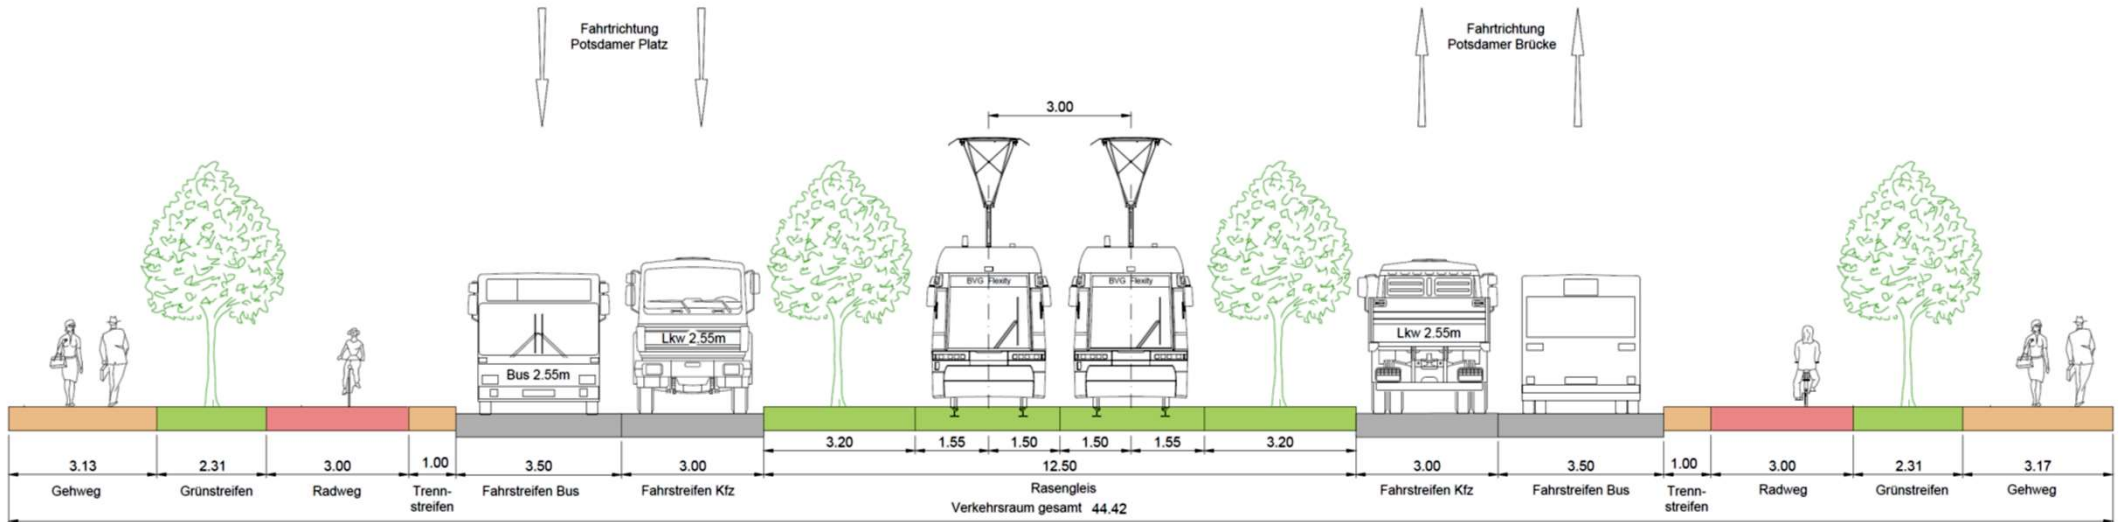 Fahrtrichtung
Potsdamer Platz
Fahrtrichtung
Potsdamer Brücke
3.00
BVG Flexity
BVG Flexity
Lkw 2.55m
Lkw 2.55m
Bus 2.55m
3.20
1.55
1.50
1.50
1.55
3.20
3.13
2.31
3.00
1.00
3.50
3.00
12.50
3.00
3.50
1.00
3.00
2.31
3.17
Gehweg
Grünstreifen
Radweg
Trenn-
streifen
Fahrstreifen Bus
Fahrstreifen Kfz
Rasengleis
Fahrstreifen Kfz
Fahrstreifen Bus
Trenn-
streifen
Radweg
Grünstreifen
Gehweg
Verkehrsraum gesamt 44.42